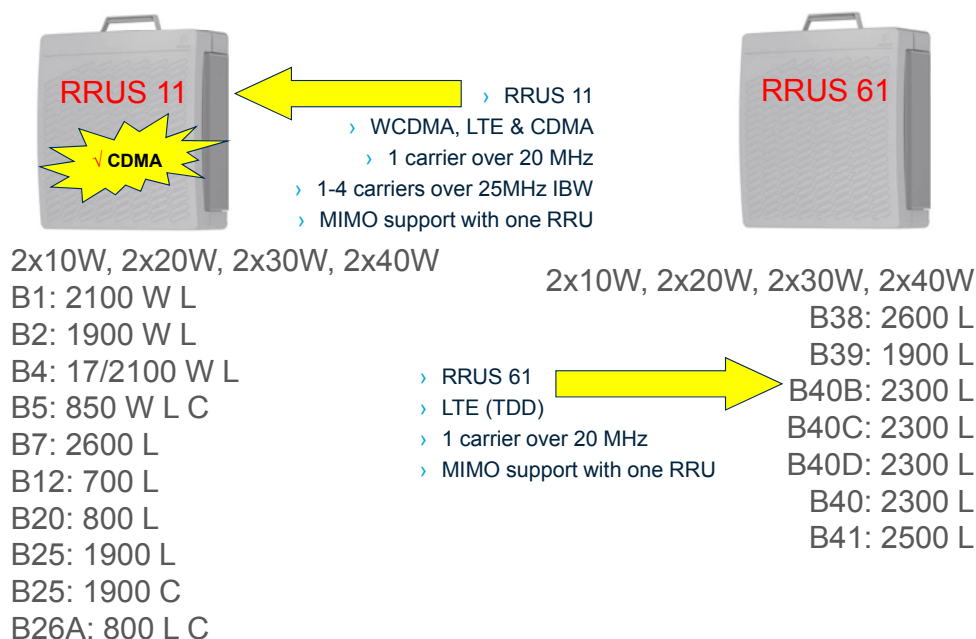 RRUS 11
√ CDMA
› RRUS 11
› WCDMA, LTE & CDMA
› 1 carrier over 20 MHz
› 1-4 carriers over 25MHz IBW
› MIMO support with one RRU
RRUS 61
2x10W, 2x20W, 2x30W, 2x40W
B1: 2100 W L
B2: 1900 W L
B4: 17/2100 W L
B5: 850 W L C
B7: 2600 L
B12: 700 L
B20: 800 L
B25: 1900 L
B25: 1900 C
B26A: 800 L C
› RRUS 61
› LTE (TDD)
› 1 carrier over 20 MHz
› MIMO support with one RRU
2x10W, 2x20W, 2x30W, 2x40W
B38: 2600 L
B39: 1900 L
B40B: 2300 L
B40C: 2300 L
B40D: 2300 L
B40: 2300 L
B41: 2500 L